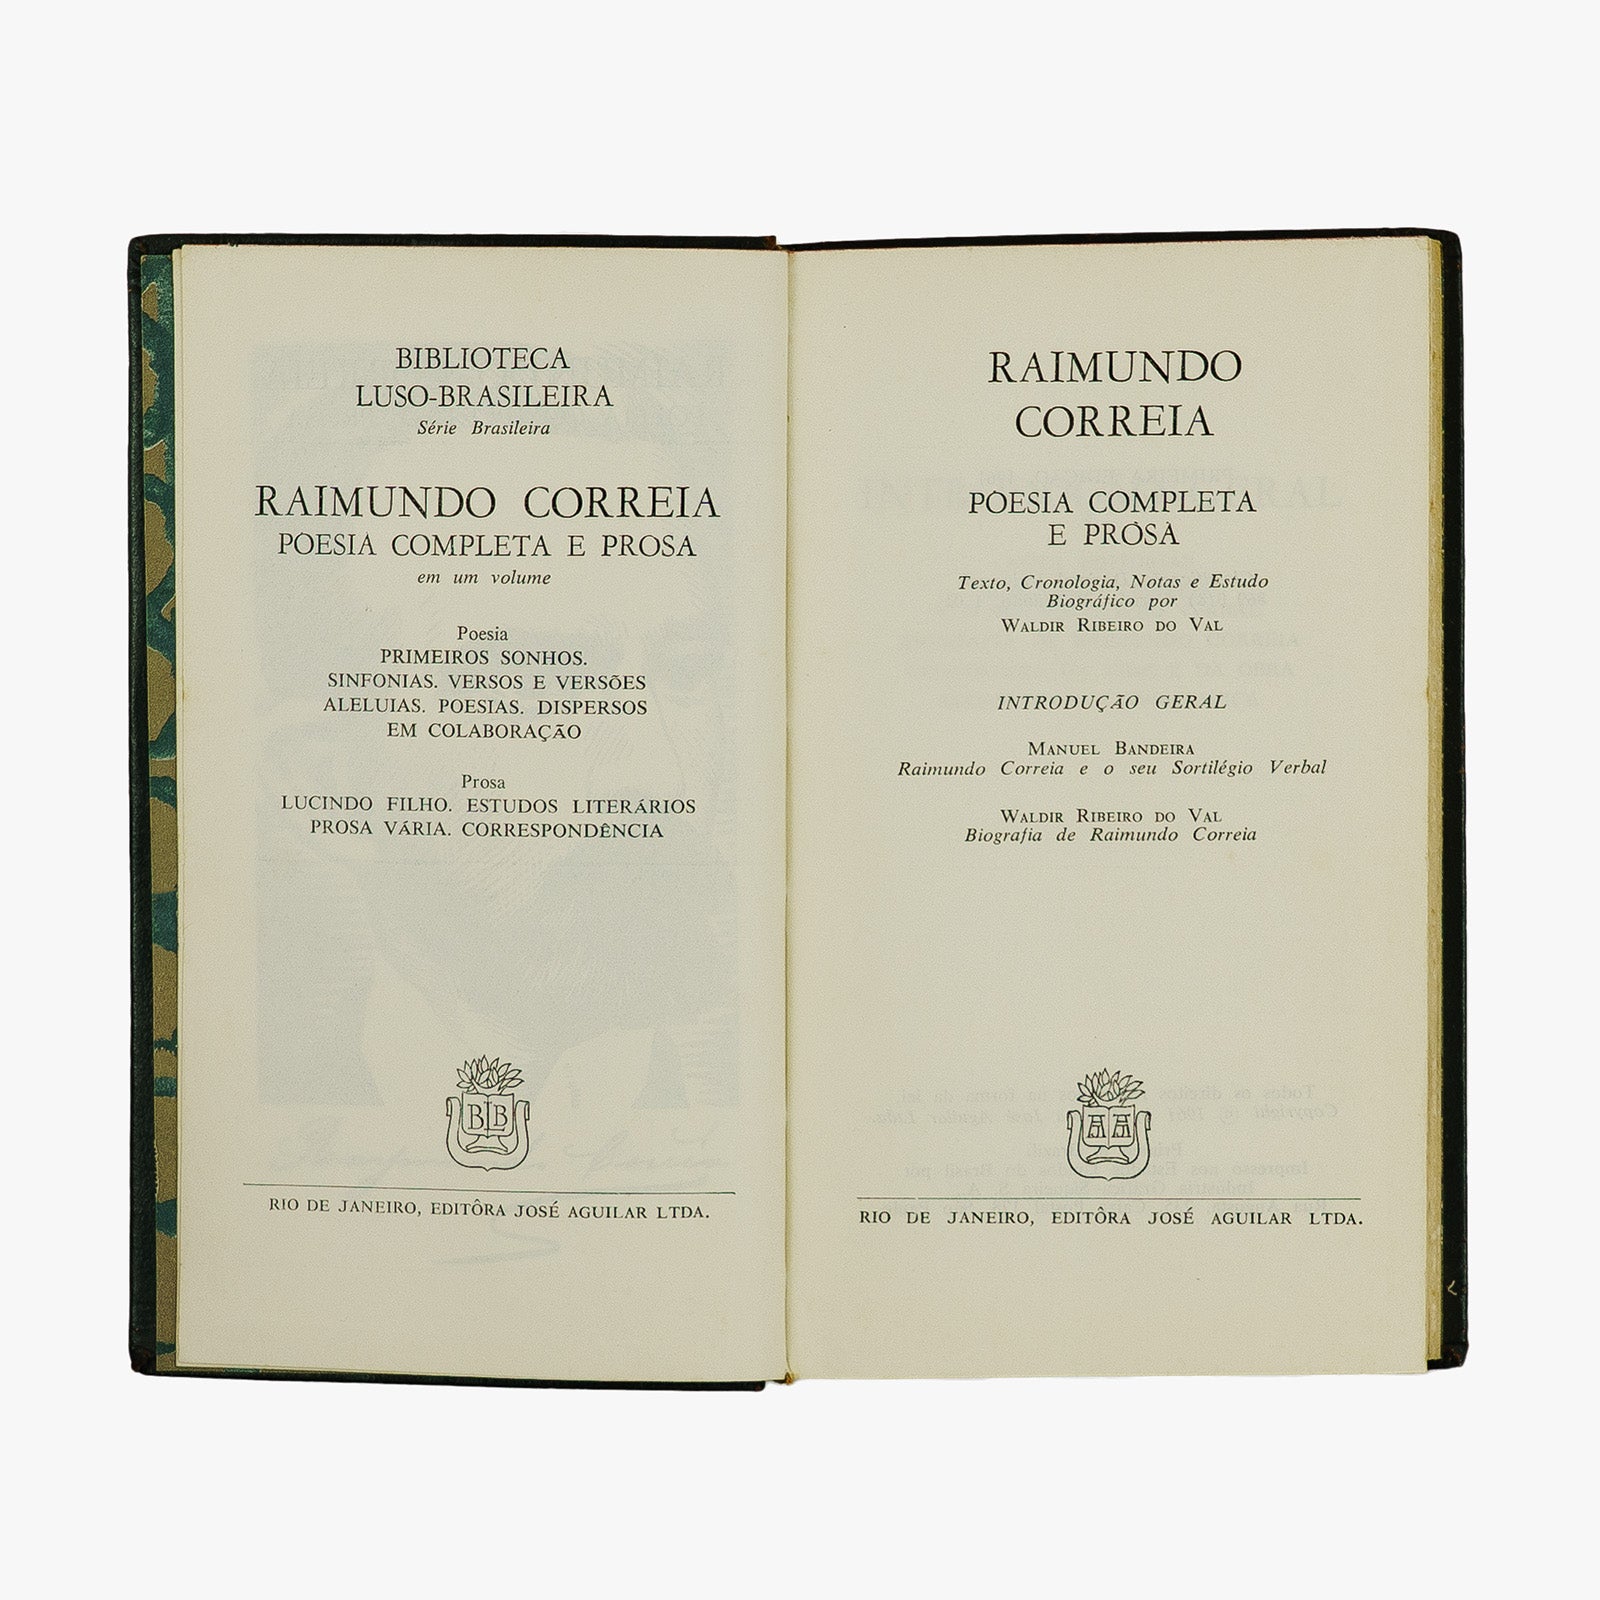 BIBLIOTECA
LUSO-BRASILEIRA
Série Brasileira
RAIMUNDO CORREIA
POESIA COMPLETA E PROSA
em um volume
Poesia
PRIMEIROS SONHOS.
SINFONIAS. VERSOS E VERSÕES
ALELUIAS. POESIAS. DISPERSOS
EM COLABORAÇÃO
Prosa
LUCINDO FILHO. ESTUDOS LITERÁRIOS
PROSA VÁRIA. CORRESPONDÊNCIA
BLB
RIO DE JANEIRO, EDITÔRA JOSÉ AGUILAR LTDA.
RAIMUNDO
CORREIA
POESIA COMPLETA
E PROSA
Texto, Cronologia, Notas e Estudo
Biográfico por
WALDIR RIBEIRO DO VAL
INTRODUÇÃO GERAL
MANUEL BANDEIRA
Raimundo Correia e o seu Sortilégio Verbal
WALDIR RIBEIRO DO VAL
Biografia de Raimundo Correia
AA
RIO DE JANEIRO, EDITÔRA JOSÉ AGUILAR LTDA.